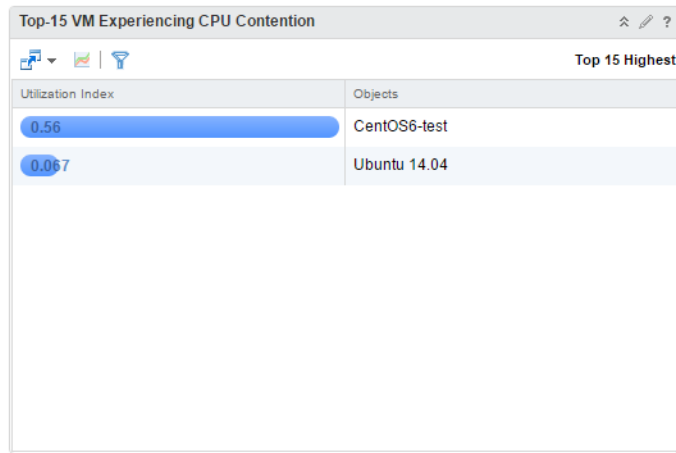 Top-15 VM Experiencing CPU Contention ?
Top 15 Highest
Utilization Index Objects
0.56 CentOS6-test
0.067 Ubuntu 14.04